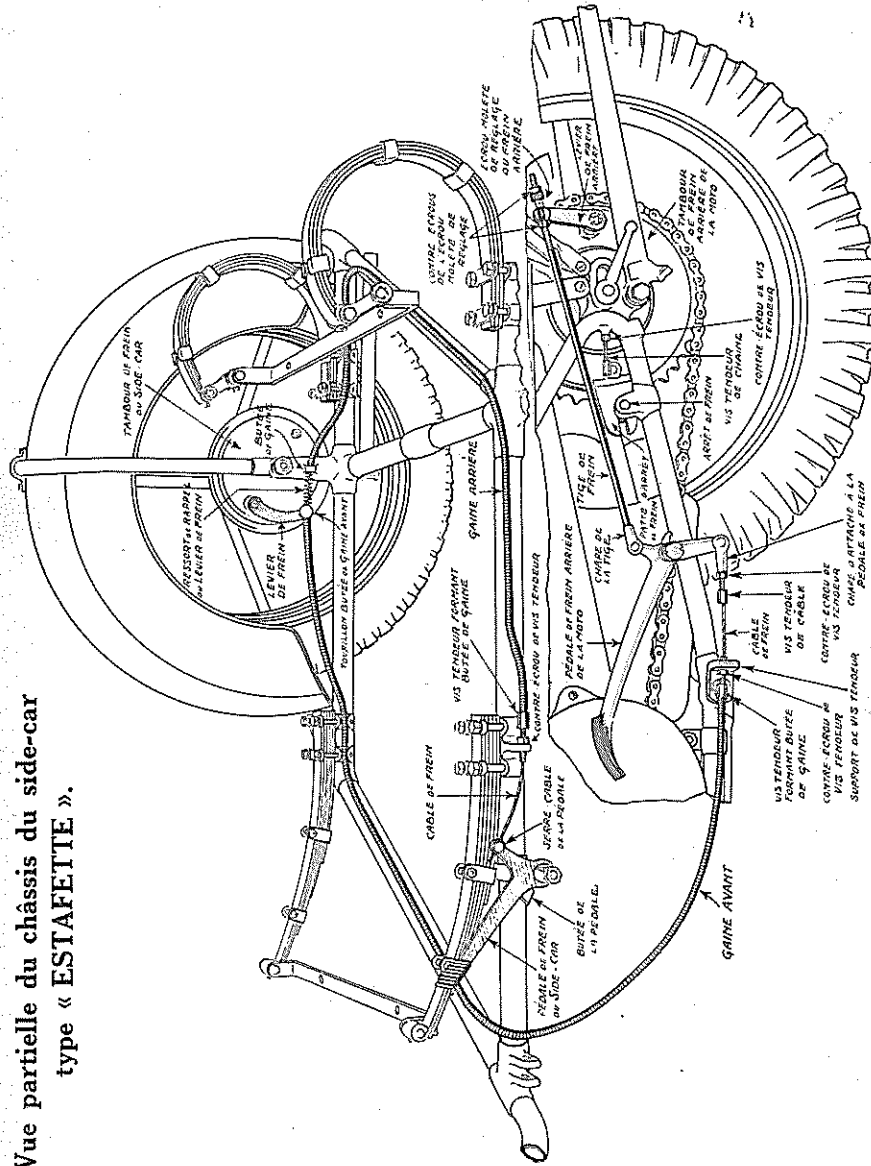 Vue partielle du châssis du side-car
type « ESTAFETTE ».
TAMBOUR DE FREIN
DU SIDE-CAR
RESSORT DE RAPPEL
DU LEVIER DE FREIN
BUTÉE
DE GAINE
LEVIER
DE FREIN
TOURILLON BUTÉE DE GAINE AVANT
GAINE ARRIÈRE
VIS TENDEUR FORMANT
BUTÉE DE GAINE
CONTRE ÉCROU DE VIS TENDEUR
CABLE DE FREIN
SERRE-CABLE
DE LA PÉDALE
BUTÉE DE
LA PÉDALE
PÉDALE DE FREIN
DU SIDE-CAR
GAINE AVANT
CONTRE ECROUS
DE L'ÉCROU
MOLETÉ DE
RÉGLAGE
ÉCROU MOLETÉ
DE RÉGLAGE
DU FREIN
ARRIÈRE
LEVIER
DE FREIN
ARRIÈRE
TAMBOUR
DE FREIN
ARRIÈRE DE
LA MOTO
CONTRE ÉCROU DE VIS
TENDEUR
VIS TENDEUR
DE CHAINE
ARRÊT DE FREIN
PATTE D'ARRÊT
DE FREIN
TIGE DE
FREIN
CHAPE DE
LA TIGE
PÉDALE DE FREIN ARRIÈRE
DE LA MOTO
CHAPE D'ATTACHE À LA
PÉDALE DE FREIN
CONTRE-ÉCROU DE
VIS TENDEUR
VIS TENDEUR
DE CABLE
CABLE
DE FREIN
SUPPORT DE VIS TENDEUR
CONTRE-ÉCROU DE
VIS TENDEUR
VIS TENDEUR
FORMANT BUTÉE
DE GAINE